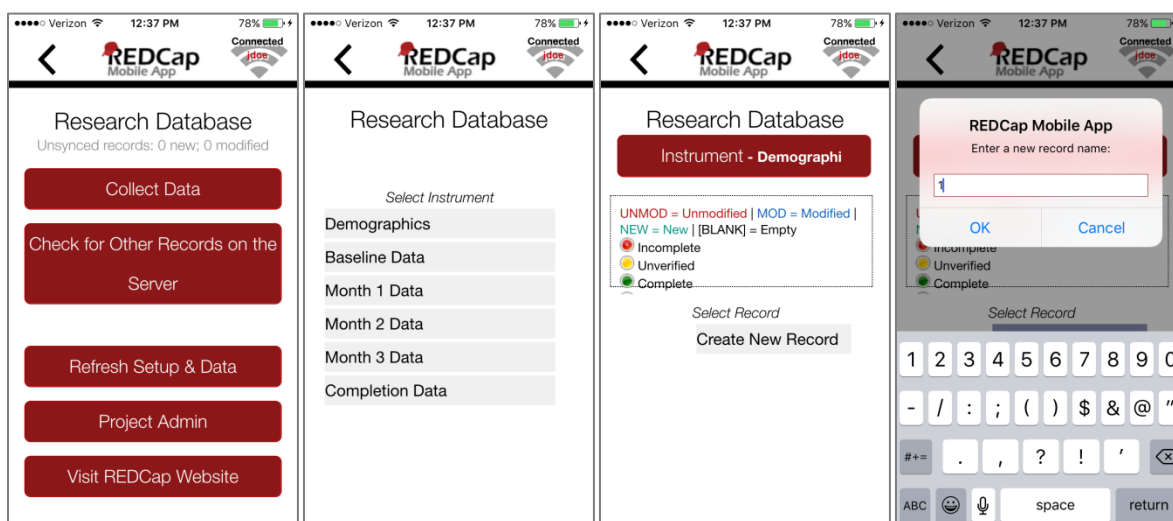 ●●●●○ Verizon 12:37 PM 78%
REDCap
Mobile App
Connected
jdoe
Research Database
Unsynced records: 0 new; 0 modified
Collect Data
Check for Other Records on the
Server
Refresh Setup & Data
Project Admin
Visit REDCap Website
●●●●○ Verizon 12:37 PM 78%
REDCap
Mobile App
Connected
jdoe
Research Database
Select Instrument
Demographics
Baseline Data
Month 1 Data
Month 2 Data
Month 3 Data
Completion Data
●●●●○ Verizon 12:37 PM 78%
REDCap
Mobile App
Connected
jdoe
Research Database
Instrument - Demographi
UNMOD = Unmodified | MOD = Modified |
NEW = New | [BLANK] = Empty
Incomplete
Unverified
Complete
Select Record
Create New Record
●●●●○ Verizon 12:37 PM 78%
REDCap
Mobile App
Connected
jdoe
REDCap Mobile App
Enter a new record name:
1
OK Cancel
Incomplete
Unverified
Complete
Select Record
1 2 3 4 5 6 7 8 9 0
- / : ; ( ) $ & @ "
#+= . , ? ! '
ABC space return